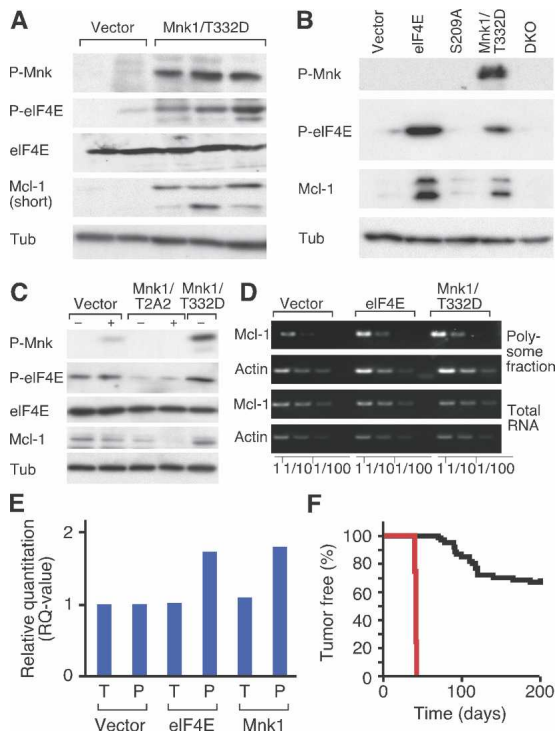 A
Vector Mnk1/T332D
P-Mnk
P-eIF4E
eIF4E
Mcl-1
(short)
Tub
B
Vector eIF4E S209A Mnk1/T332D DKO
P-Mnk
P-eIF4E
Mcl-1
Tub
C
Vector Mnk1/T2A2 Mnk1/T332D
– + – + –
P-Mnk
P-eIF4E
eIF4E
Mcl-1
Tub
D
Vector eIF4E Mnk1/T332D
Mcl-1
Actin
Polysome fraction
Mcl-1
Actin
Total RNA
1 1/10 1/100 1 1/10 1/100 1 1/10 1/100
E
Relative quantitation
(RQ-value)
2
1
0
T P T P T P
Vector eIF4E Mnk1
F
Tumor free (%)
100
80
60
40
20
0
0 100 200
Time (days)